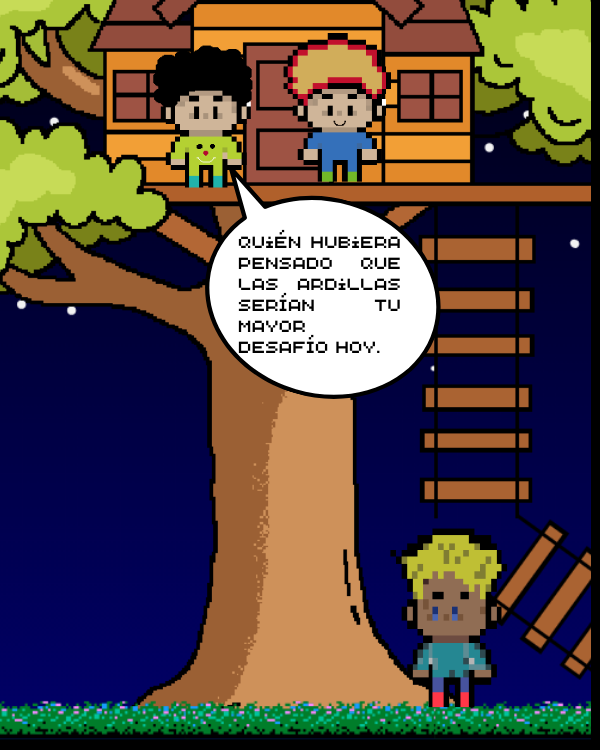 QUIÉN HUBIERA
PENSADO QUE
LAS ARDILLAS
SERÍAN TU
MAYOR
DESAFÍO HOY.